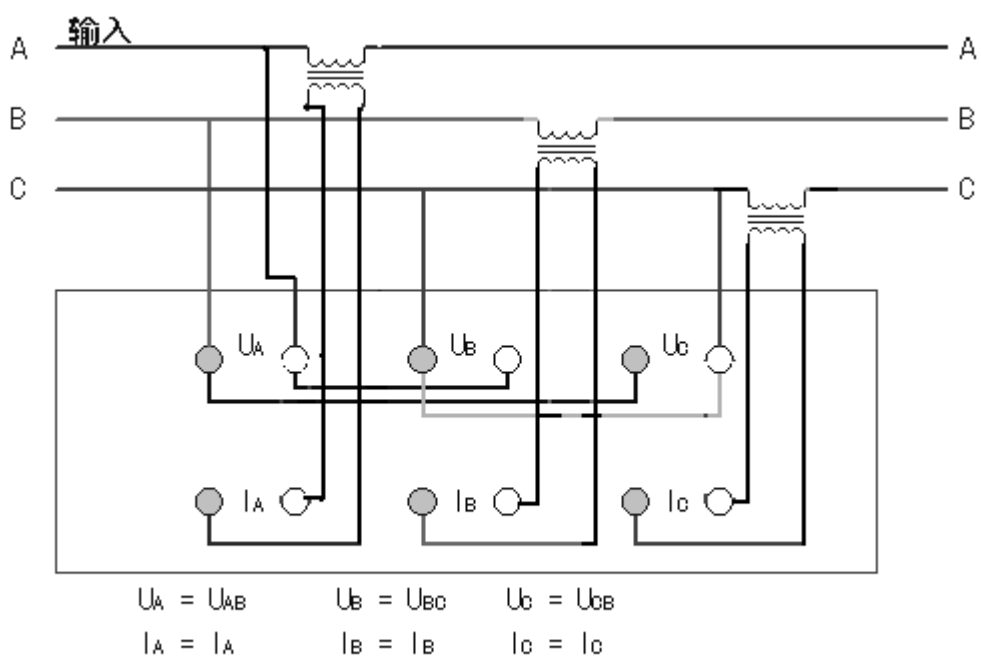 输入
A A
B B
C C
UA UB UC
IA IB IC
UA = UAB UB = UBC UC = UCB
IA = IA IB = IB IC = IC